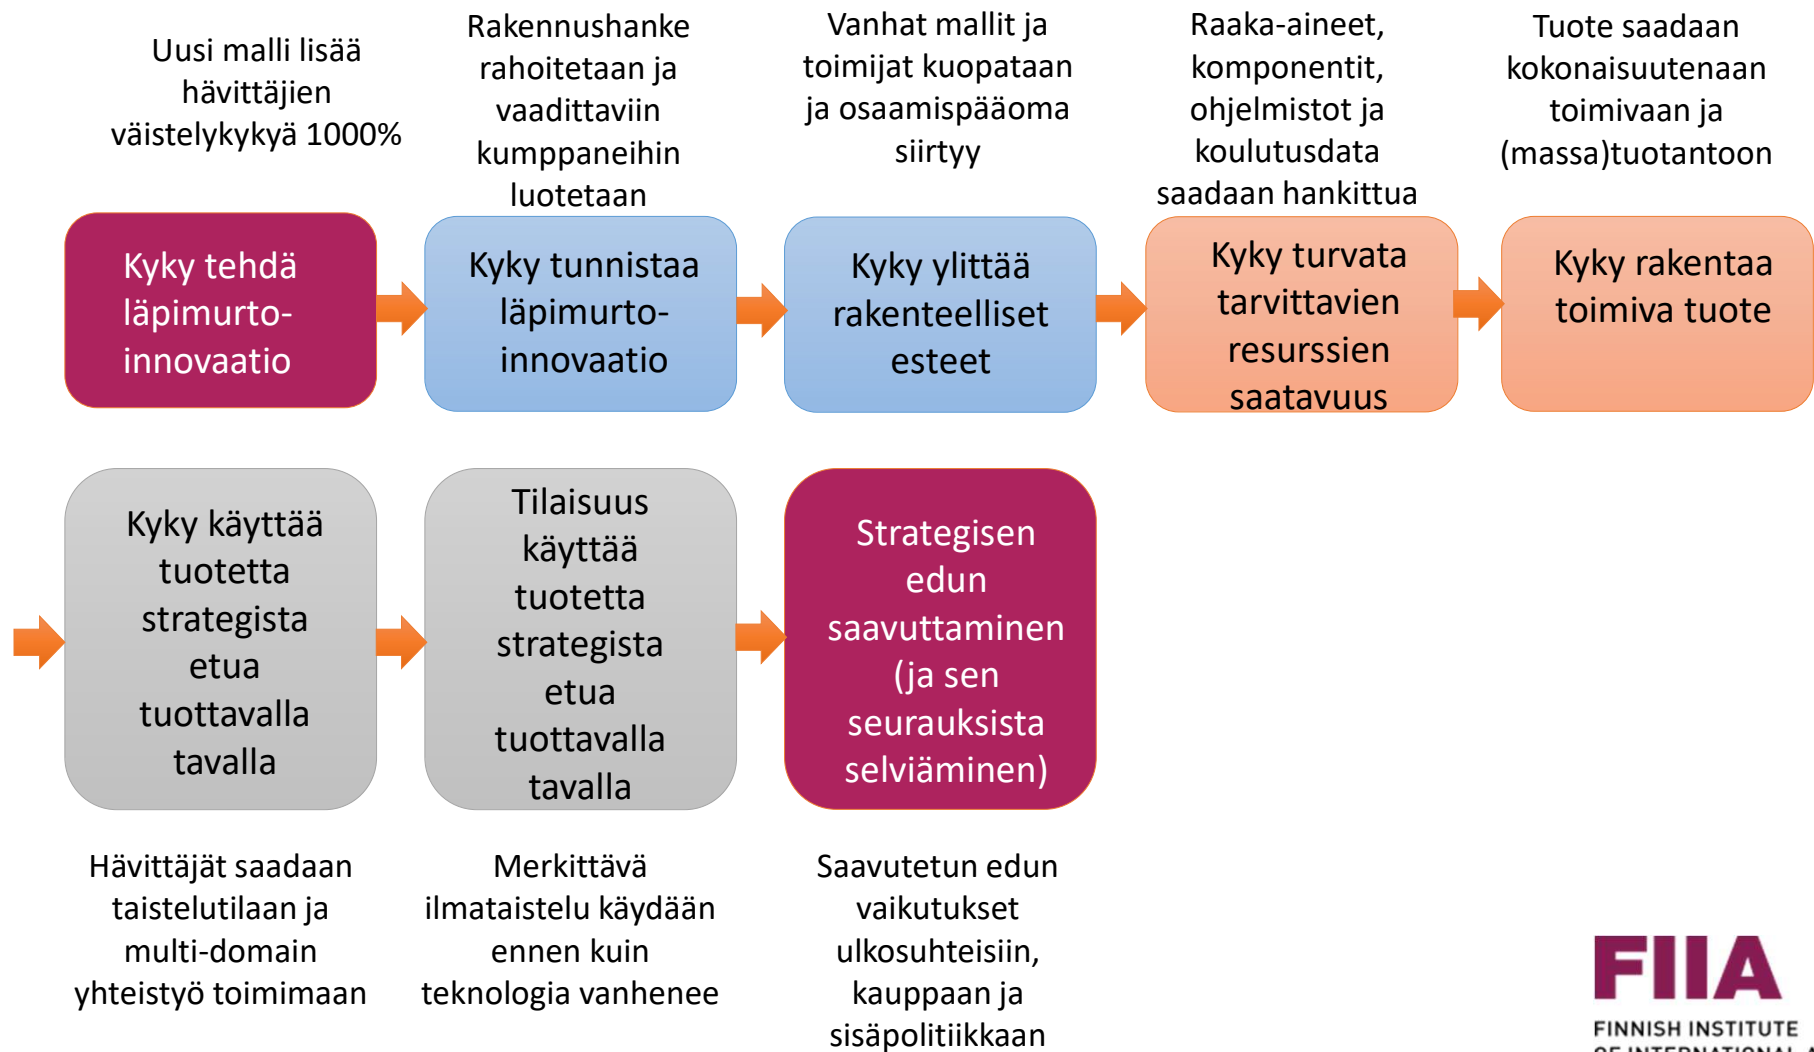 Uusi malli lisää
hävittäjien
väistelykykyä 1000%
Rakennushanke
rahoitetaan ja
vaadittaviin
kumppaneihin
luotetaan
Vanhat mallit ja
toimijat kuopataan
ja osaamispääoma
siirtyy
Raaka-aineet,
komponentit,
ohjelmistot ja
koulutusdata
saadaan hankittua
Tuote saadaan
kokonaisuutenaan
toimivaan ja
(massa)tuotantoon
Kyky tehdä
läpimurto-
innovaatio
Kyky tunnistaa
läpimurto-
innovaatio
Kyky ylittää
rakenteelliset
esteet
Kyky turvata
tarvittavien
resurssien
saatavuus
Kyky rakentaa
toimiva tuote
Kyky käyttää
tuotetta
strategista
etua
tuottavalla
tavalla
Tilaisuus
käyttää
tuotetta
strategista
etua
tuottavalla
tavalla
Strategisen
edun
saavuttaminen
(ja sen
seurauksista
selviäminen)
Hävittäjät saadaan
taistelutilaan ja
multi-domain
yhteistyö toimimaan
Merkittävä
ilmataistelu käydään
ennen kuin
teknologia vanhenee
Saavutetun edun
vaikutukset
ulkosuhteisiin,
kauppaan ja
sisäpolitiikkaan
FIIA
FINNISH INSTITUTE
OF INTERNATIONAL A